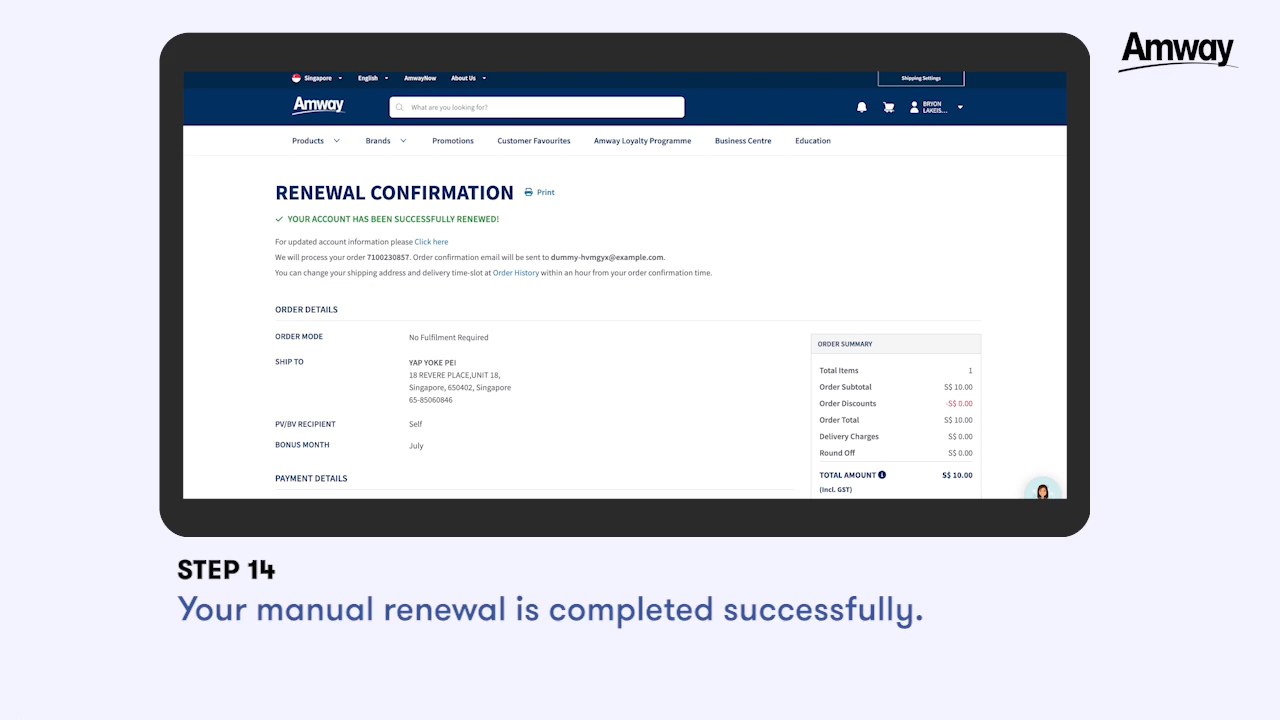 Amway
Singapore English AmwayNow About Us Shipping Settings
Amway What are you looking for? BRYON LAKEIS...
Products Brands Promotions Customer Favourites Amway Loyalty Programme Business Centre Education
RENEWAL CONFIRMATION Print
YOUR ACCOUNT HAS BEEN SUCCESSFULLY RENEWED!
For updated account information please Click here
We will process your order 7100230857. Order confirmation email will be sent to dummy-hvmgyx@example.com.
You can change your shipping address and delivery time-slot at Order History within an hour from your order confirmation time.
ORDER DETAILS
ORDER MODE No Fulfilment Required
SHIP TO YAP YOKE PEI
18 REVERE PLACE,UNIT 18,
Singapore, 650402, Singapore
65-85060846
PV/BV RECIPIENT Self
BONUS MONTH July
PAYMENT DETAILS
ORDER SUMMARY
Total Items 1
Order Subtotal S$ 10.00
Order Discounts -S$ 0.00
Order Total S$ 10.00
Delivery Charges S$ 0.00
Round Off S$ 0.00
TOTAL AMOUNT S$ 10.00
(Incl. GST)
STEP 14
Your manual renewal is completed successfully.